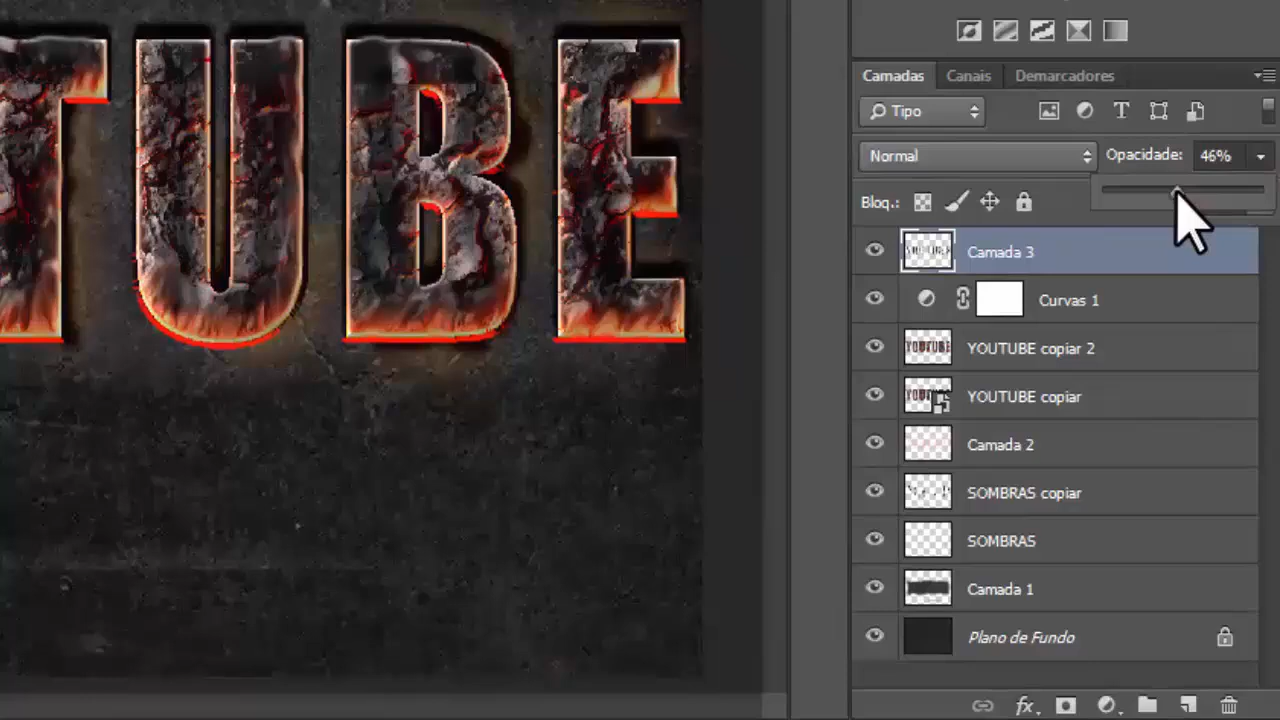 TUBE
Camadas Canais Demarcadores
Tipo
Normal Opacidade: 46%
Bloq.:
Camada 3
Curvas 1
YOUTUBE copiar 2
YOUTUBE copiar
Camada 2
SOMBRAS copiar
SOMBRAS
Camada 1
Plano de Fundo
fx